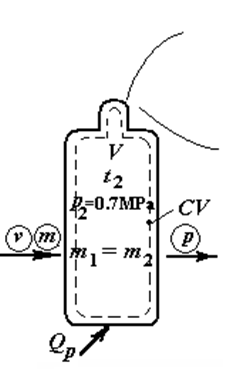 V
t₂
p₂=0.7MPa
CV
v m
p
m₁ = m₂
Qₚ